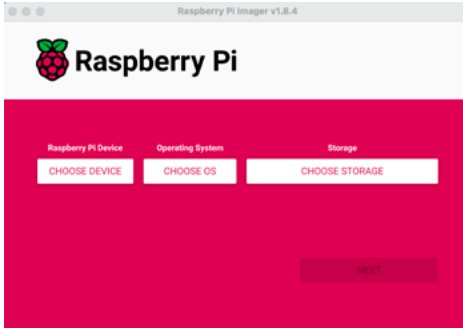 Raspberry Pi Imager v1.8.4
Raspberry Pi
Raspberry Pi Device Operating System Storage
CHOOSE DEVICE CHOOSE OS CHOOSE STORAGE
NEXT